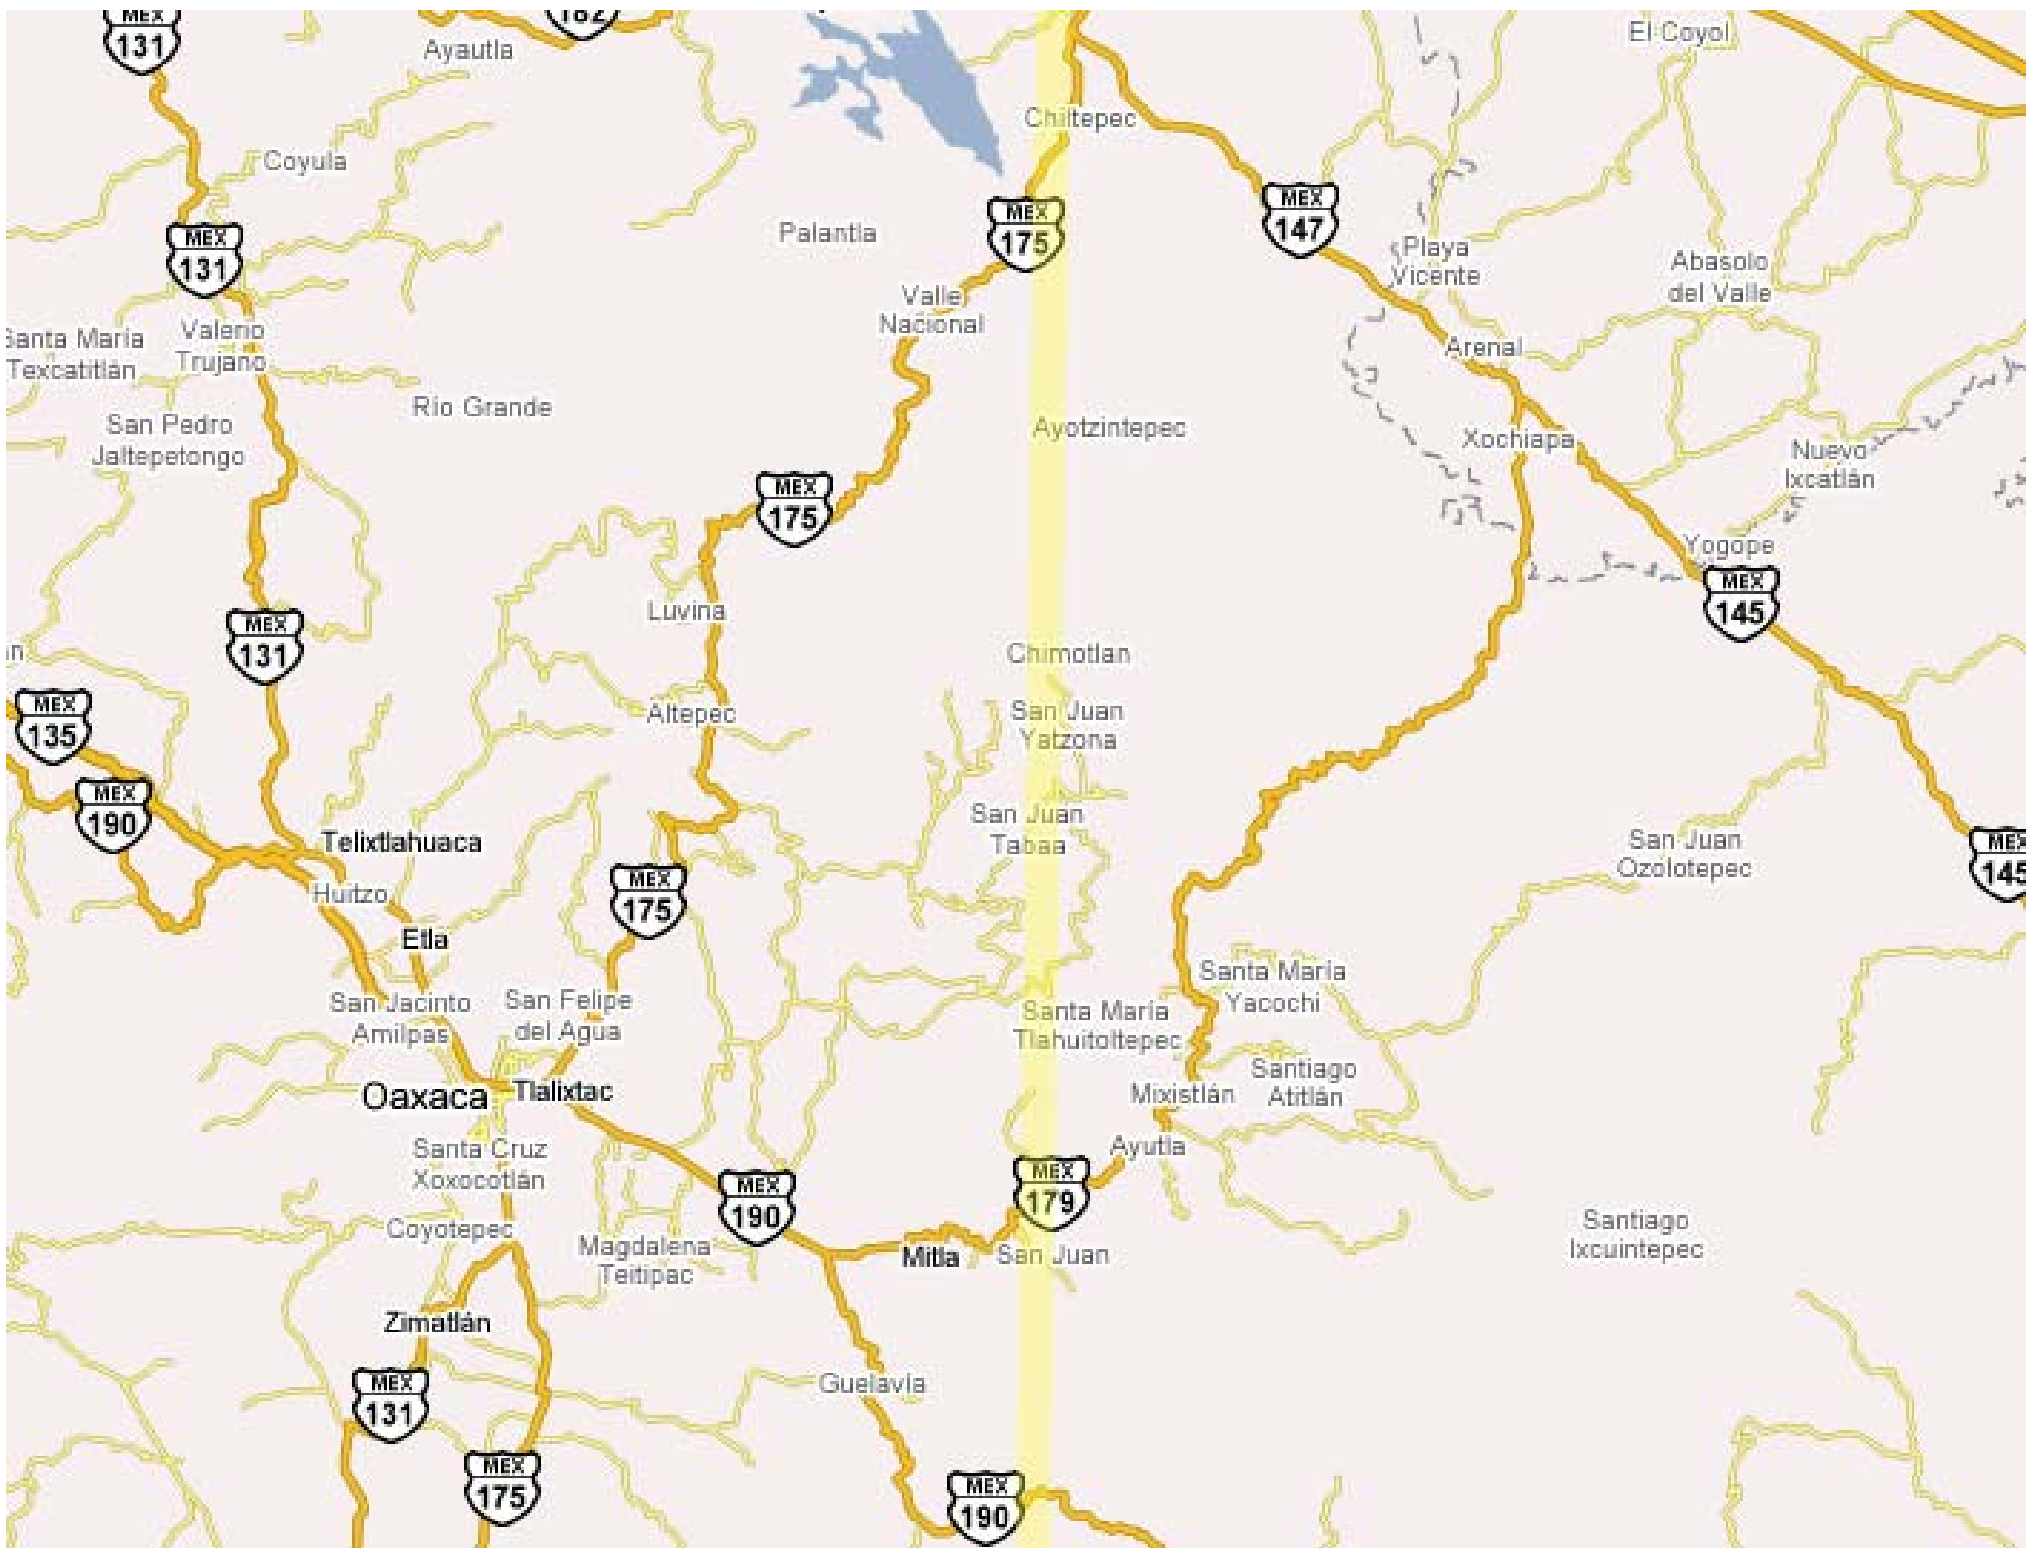 MEX
131
182
Ayautla
El Coyol
Chiltepec
Coyula
MEX
175
MEX
147
Palantla
MEX
131
Playa
Vicente
Abasolo
del Valle
Valle
Nacional
Santa María
Texcatitlán
Valerio
Trujano
Arenal
Río Grande
San Pedro
Jaltepetongo
Ayotzintepec
Xochiapa
Nuevo
Ixcatlán
MEX
175
Yogope
MEX
145
Luvina
MEX
131
Chimotlan
MEX
135
Altepec
San Juan
Yatzona
MEX
190
Telixtlahuaca
San Juan
Tabaa
San Juan
Ozolotepec
MEX
145
Huitzo
MEX
175
Etla
Santa María
Yacochi
San Jacinto
Amilpas
San Felipe
del Agua
Santa María
Tlahuitoltepec
Santiago
Atitlán
Oaxaca
Tlalixtac
Mixistlán
Santa Cruz
Xoxocotlán
Ayutla
MEX
190
MEX
179
Coyotepec
Magdalena
Teitipac
Mitla
San Juan
Santiago
Ixcuintepec
Zimatlán
Guelavía
MEX
131
MEX
175
MEX
190